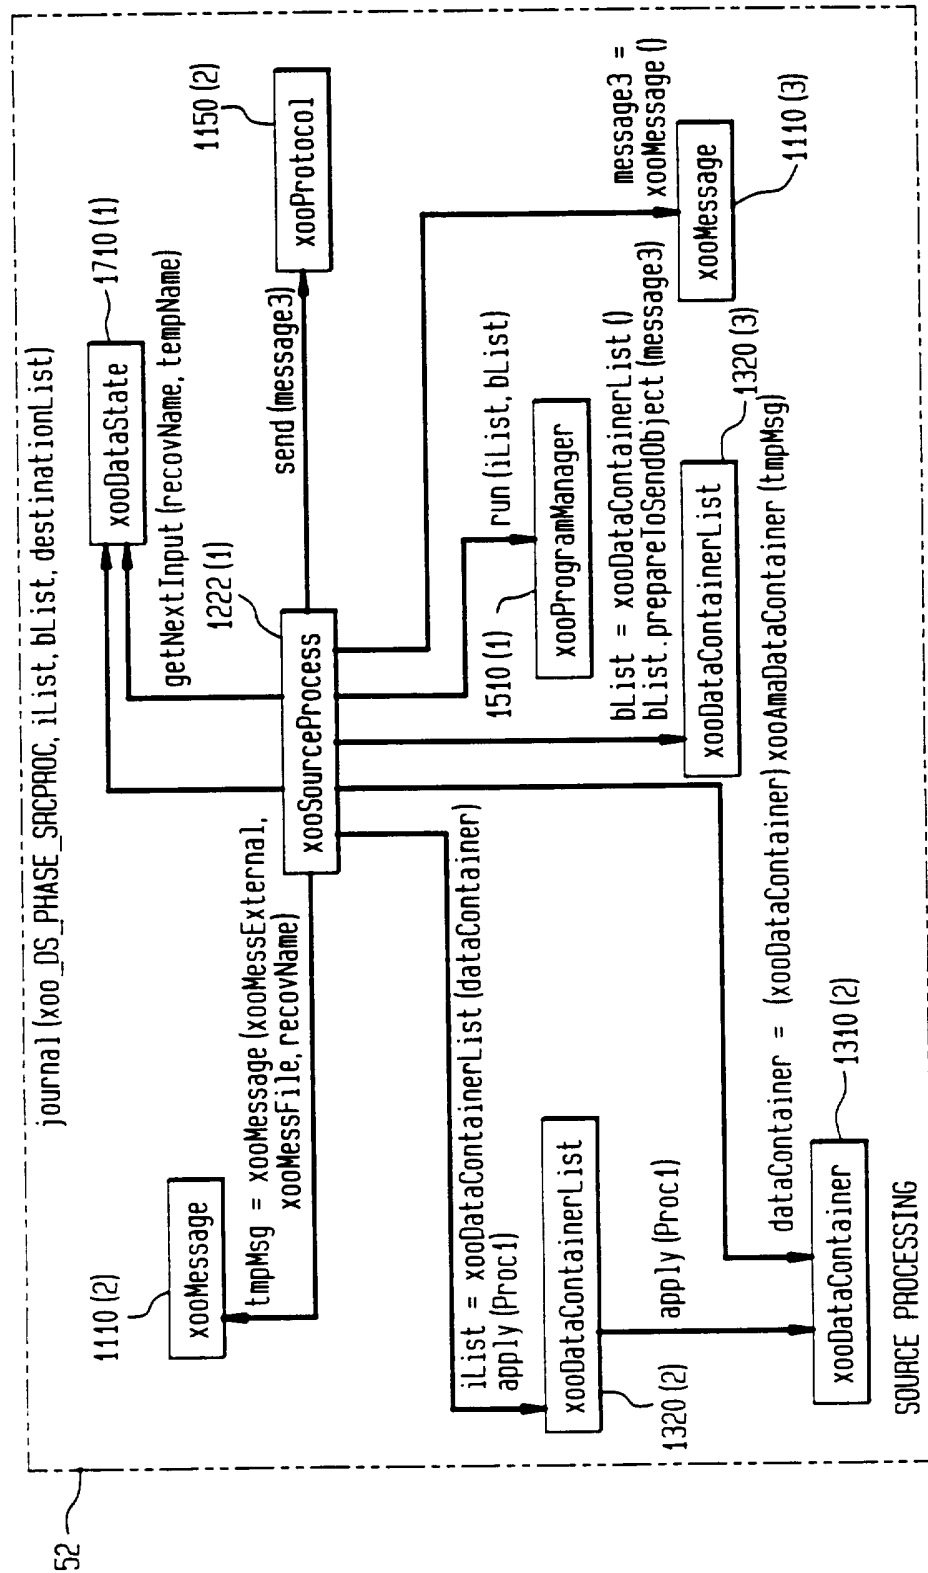 52
journal (xoo_DS_PHASE_SRCPROC, iList, bList, destinationList)
1110 (2)
xooMessage
tmpMsg = xooMessage (xooMessExternal,
xooMessFile, recovName)
1710 (1)
xooDataState
getNextInput (recovName, tempName)
1222 (1)
xooSourceProcess
send (message3)
1150 (2)
xooProtocol
iList = xooDataContainerList (dataContainer)
apply (Proc1)
xooDataContainerList
1320 (2)
apply (Proc1)
run (iList, bList)
1510 (1)
xooProgramManager
bList = xooDataContainerList ()
bList.prepareToSendObject (message3)
xooDataContainerList
1320 (3)
message3 =
xooMessage ()
xooMessage
1110 (3)
dataContainer = (xooDataContainer) xooAmaDataContainer (tmpMsg)
xooDataContainer
1310 (2)
SOURCE PROCESSING